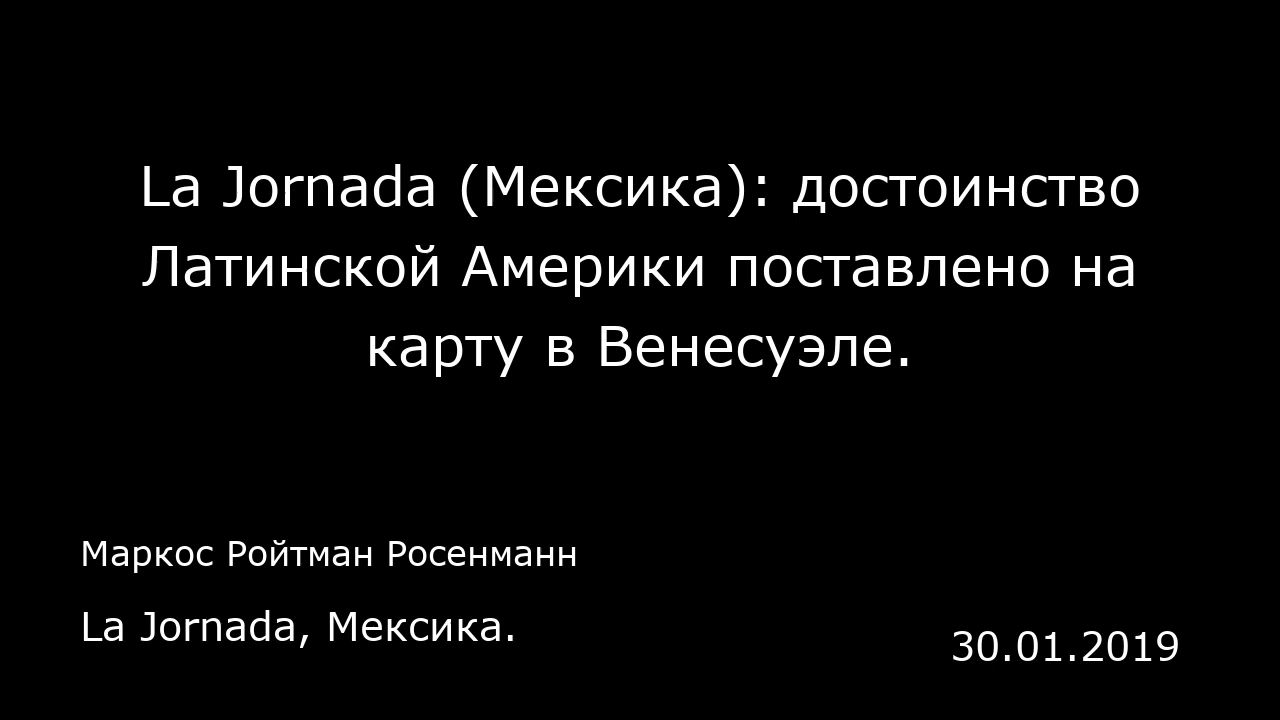 La Jornada (Мексика): достоинство
Латинской Америки поставлено на
карту в Венесуэле.
Маркос Ройтман Росенманн
La Jornada, Мексика.
30.01.2019